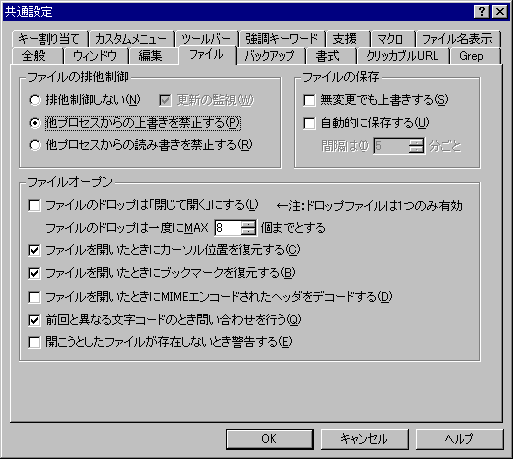 共通設定
キー割り当て カスタムメニュー ツールバー 強調キーワード 支援 マクロ ファイル名表示
全般 ウィンドウ 編集 ファイル バックアップ 書式 クリッカブルURL Grep
ファイルの排他制御 ファイルの保存
排他制御しない(N) 更新の監視(W) 無変更でも上書きする(S)
他プロセスからの上書きを禁止する(P) 自動的に保存する(U)
他プロセスからの読み書きを禁止する(R) 間隔は(I) 5 分ごと
ファイルオープン
ファイルのドロップは「閉じて開く」にする(L) ←注:ドロップファイルは1つのみ有効
ファイルのドロップは一度にMAX 8 個までとする
ファイルを開いたときにカーソル位置を復元する(C)
ファイルを開いたときにブックマークを復元する(B)
ファイルを開いたときにMIMEエンコードされたヘッダをデコードする(D)
前回と異なる文字コードのとき問い合わせを行う(Q)
開こうとしたファイルが存在しないとき警告する(E)
OK キャンセル ヘルプ